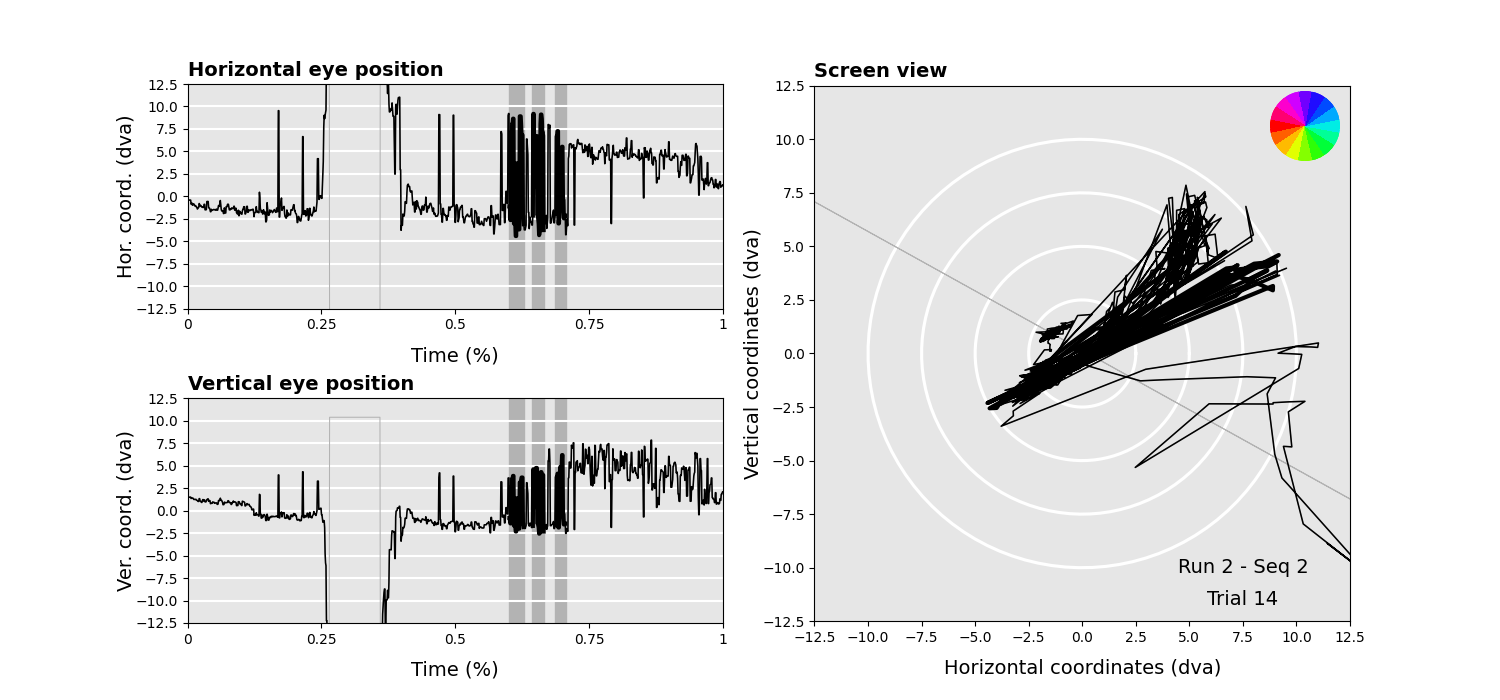 Horizontal eye position
Hor. coord. (dva)
12.5
10.0
7.5
5.0
2.5
0.0
−2.5
−5.0
−7.5
−10.0
−12.5
0 0.25 0.5 0.75 1
Time (%)
Vertical eye position
Ver. coord. (dva)
12.5
10.0
7.5
5.0
2.5
0.0
−2.5
−5.0
−7.5
−10.0
−12.5
0 0.25 0.5 0.75 1
Time (%)
Screen view
Vertical coordinates (dva)
12.5
10.0
7.5
5.0
2.5
0.0
−2.5
−5.0
−7.5
−10.0
−12.5
Run 2 - Seq 2
Trial 14
−12.5 −10.0 −7.5 −5.0 −2.5 0.0 2.5 5.0 7.5 10.0 12.5
Horizontal coordinates (dva)